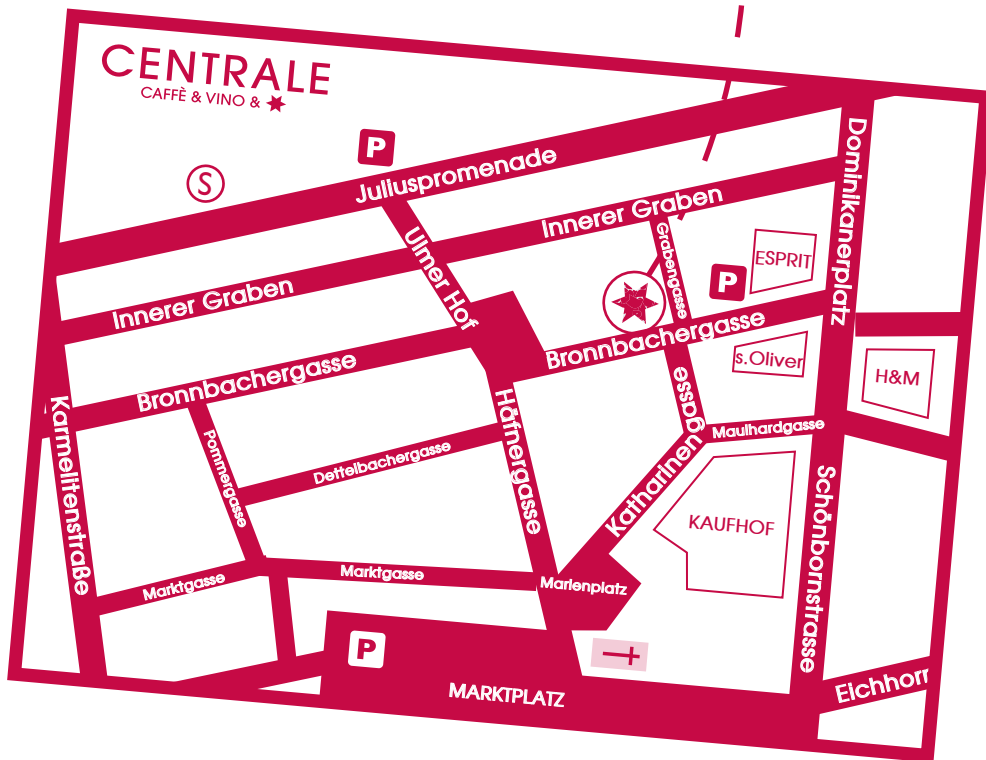 CENTRALE
CAFFÈ & VINO &
P
S
Juliuspromenade
Dominikanerplatz
Innerer Graben
Ulmer Hof
Grabengasse
ESPRIT
P
Innerer Graben
Bronnbachergasse
s.Oliver
H&M
Bronnbachergasse
Karmelitenstraße
Pommergasse
Dettelbachergasse
Häfnergasse
Katharinengasse
Maulhardgasse
KAUFHOF
Schönbornstrasse
Marktgasse
Marktgasse
Marienplatz
P
MARKTPLATZ
Eichhorn